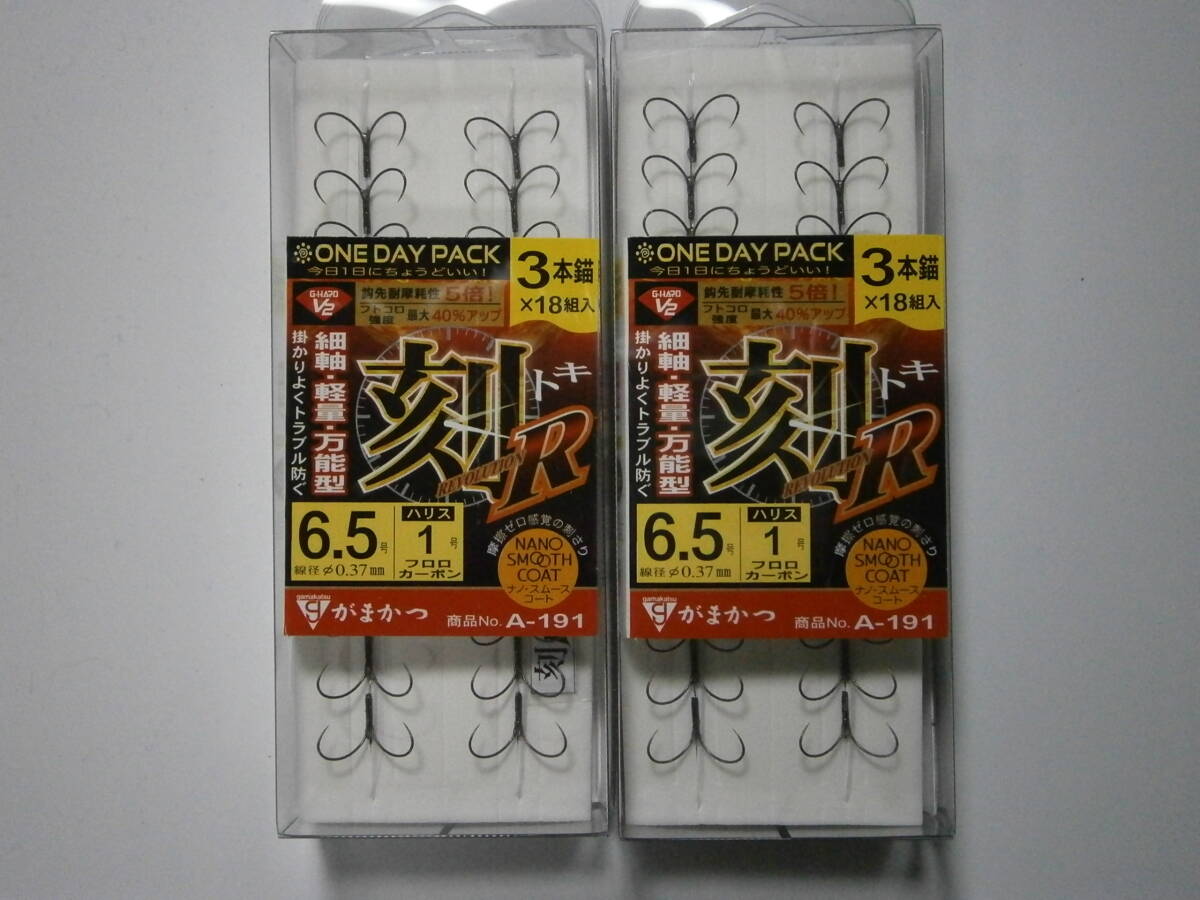 ONE DAY PACK
今日1日にちょうどいい!
3本錨
×18組入
G-HARD
V2
鈎先耐摩耗性 5倍!
フトコロ強度 最大40%アップ
細軸・軽量・万能型
掛かりよくトラブル防ぐ
刻
トキ
R
REVOLUTION
6.5号
線径φ0.37mm
ハリス
1号
フロロ
カーボン
摩擦ゼロ感覚の刺さり
NANO
SMOOTH
COAT
ナノ・スムース
コート
gamakatsu
がまかつ
商品No. A-191
刻
ONE DAY PACK
今日1日にちょうどいい!
3本錨
×18組入
G-HARD
V2
鈎先耐摩耗性 5倍!
フトコロ強度 最大40%アップ
細軸・軽量・万能型
掛かりよくトラブル防ぐ
刻
トキ
R
REVOLUTION
6.5号
線径φ0.37mm
ハリス
1号
フロロ
カーボン
摩擦ゼロ感覚の刺さり
NANO
SMOOTH
COAT
ナノ・スムース
コート
gamakatsu
がまかつ
商品No. A-191